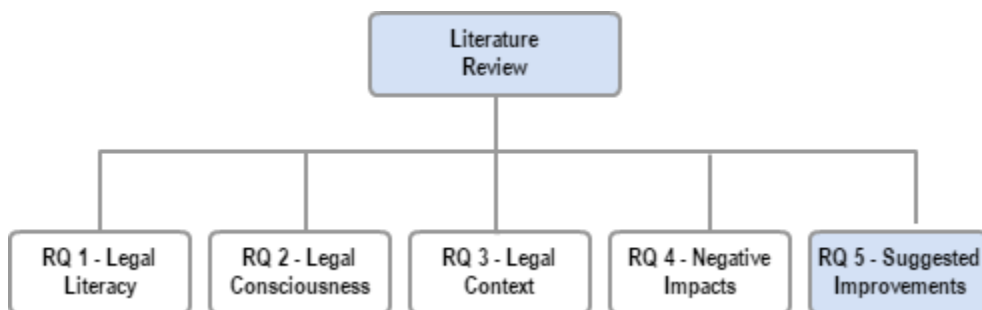 Literature
Review
RQ 1 - Legal
Literacy
RQ 2 - Legal
Consciousness
RQ 3 - Legal
Context
RQ 4 - Negative
Impacts
RQ 5 - Suggested
Improvements